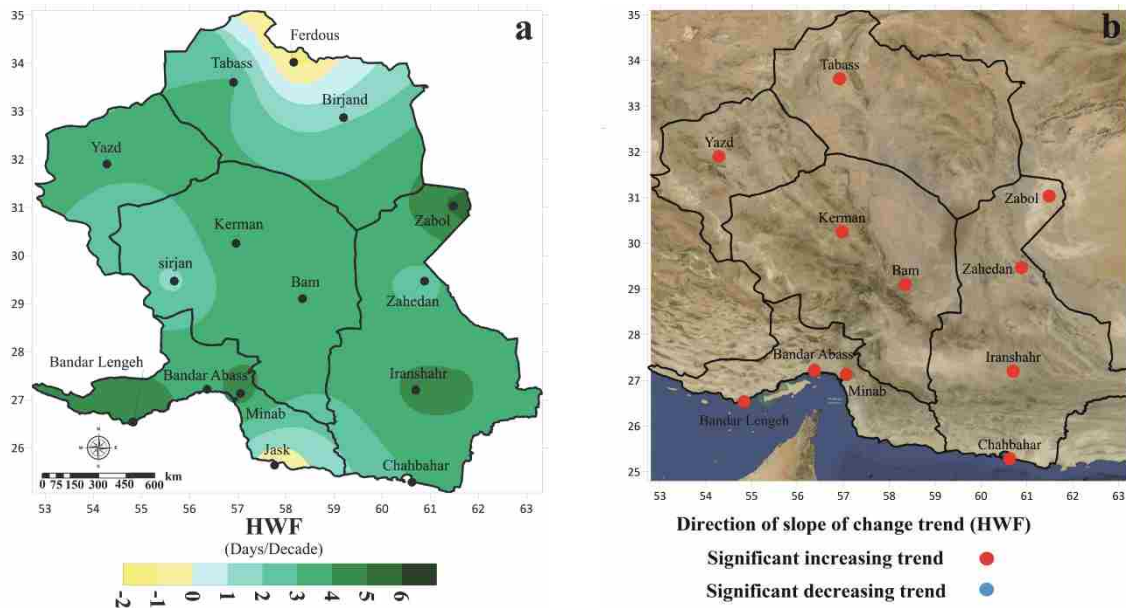 a
35
34
33
32
31
30
29
28
27
26
Ferdous
Tabass
Birjand
Yazd
Zabol
Kerman
sirjan
Bam
Zahedan
Bandar Lengeh
Bandar Abass
Iranshahr
Minab
Jask
Chahbahar
0 75 150 300 480 600 km
53 54 55 56 57 58 59 60 61 62 63
HWF
(Days/Decade)
-2 -1 0 1 2 3 4 5 6
b
35
34
33
32
31
30
29
28
27
26
25
Tabass
Yazd
Zabol
Kerman
Zahedan
Bam
Iranshahr
Bandar Abass
Minab
Bandar Lengeh
Chahbahar
53 54 55 56 57 58 59 60 61 62 63
Direction of slope of change trend (HWF)
Significant increasing trend
Significant decreasing trend